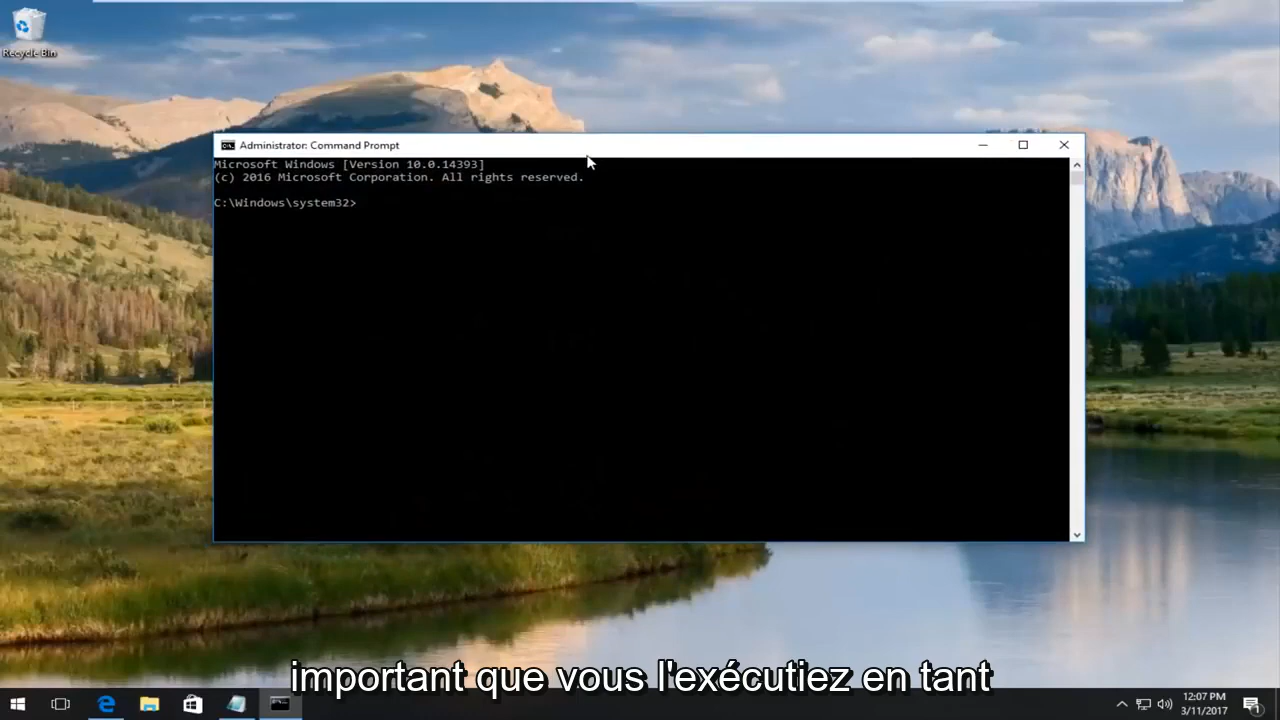 Recycle Bin
Administrator: Command Prompt
Microsoft Windows [Version 10.0.14393]
(c) 2016 Microsoft Corporation. All rights reserved.
C:\Windows\system32>
important que vous l'exécutiez en tant
12:07 PM
3/11/2017
1